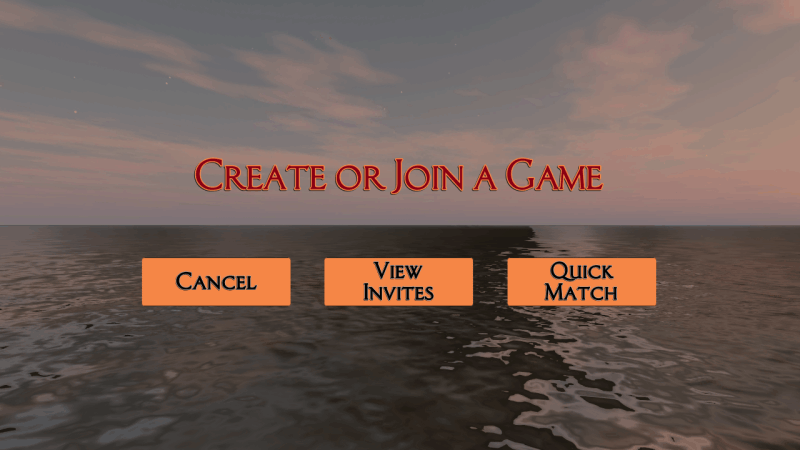 Create or Join a Game
Cancel
View
Invites
Quick
Match